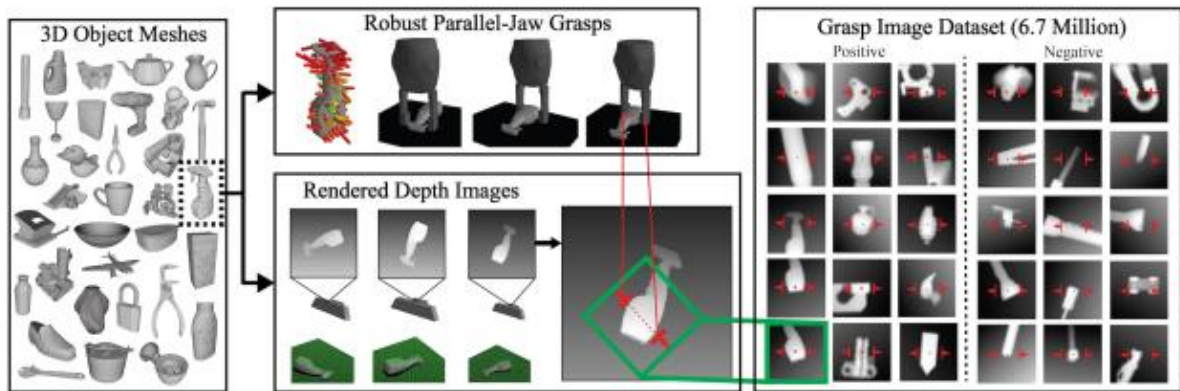 3D Object Meshes
Robust Parallel-Jaw Grasps
Rendered Depth Images
Grasp Image Dataset (6.7 Million)
Positive
Negative